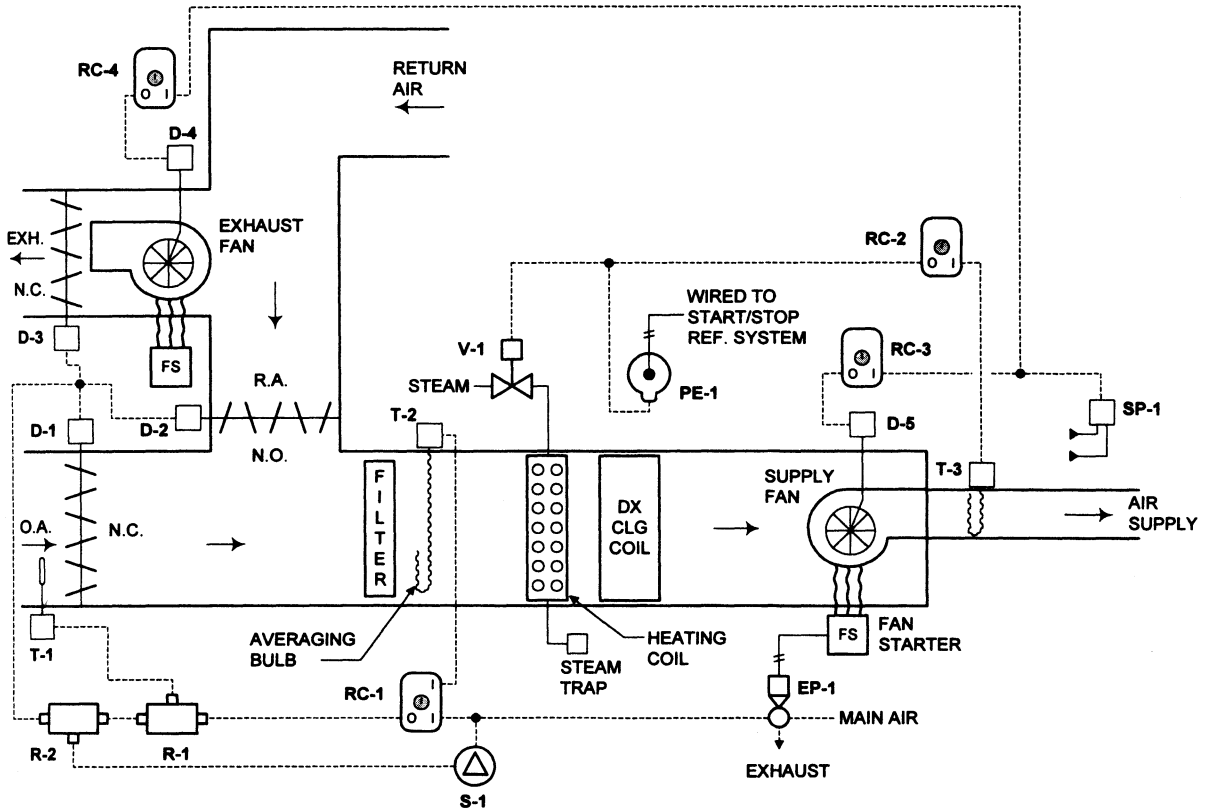 RC-4
O I
RETURN
AIR
D-4
EXHAUST
FAN
EXH.
N.C.
D-3
FS
RC-2
O I
WIRED TO
START/STOP
REF. SYSTEM
V-1
STEAM
PE-1
RC-3
O I
SP-1
R.A.
D-1
D-2
N.O.
T-2
D-5
T-3
FILTER
DX
CLG
COIL
SUPPLY
FAN
AIR
SUPPLY
O.A.
N.C.
T-1
AVERAGING
BULB
HEATING
COIL
STEAM
TRAP
FS
FAN
STARTER
RC-1
I
O I
EP-1
MAIN AIR
R-2
R-1
EXHAUST
S-1